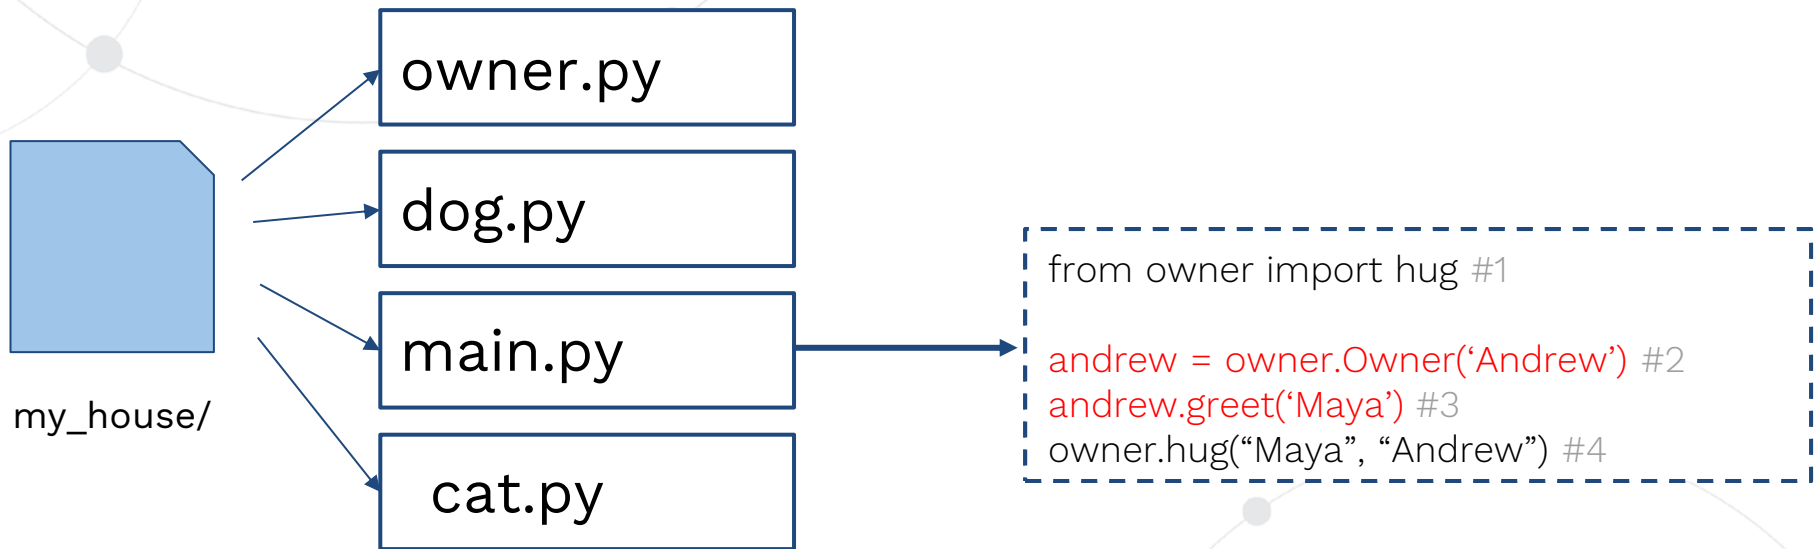 owner.py
dog.py
main.py
cat.py
my_house/
from owner import hug #1
andrew = owner.Owner(‘Andrew’) #2
andrew.greet(‘Maya’) #3
owner.hug(“Maya”, “Andrew”) #4